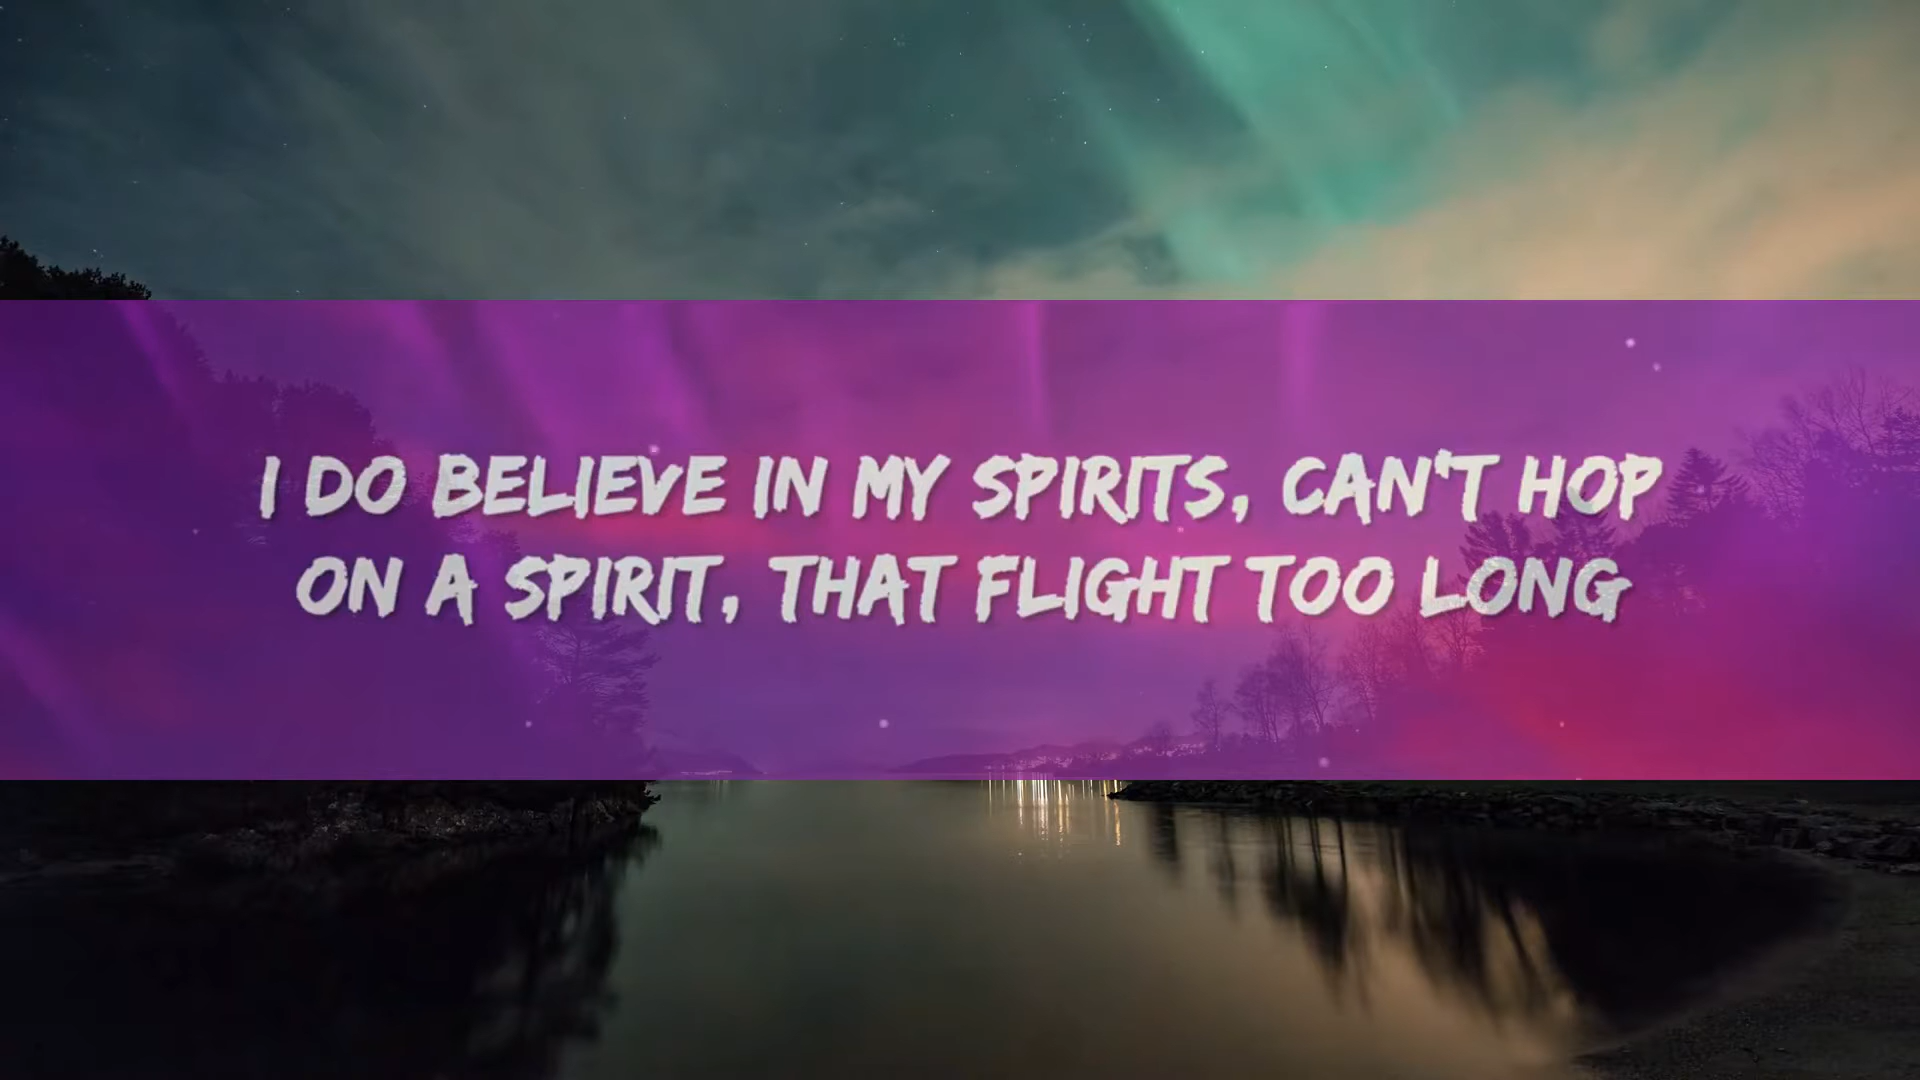 I DO BELIEVE IN MY SPIRITS, CAN'T HOP
ON A SPIRIT, THAT FLIGHT TOO LONG